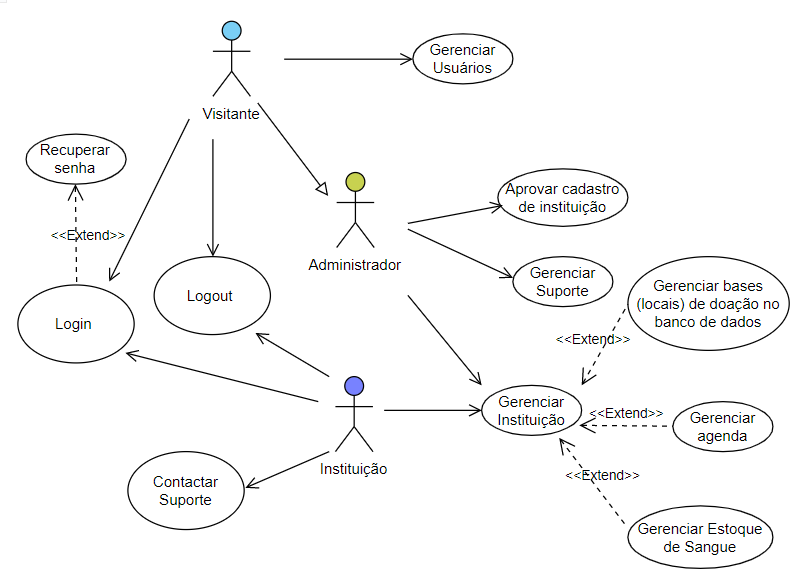 Gerenciar
Usuários
Visitante
Recuperar
senha
<<Extend>>
Aprovar cadastro
de instituição
Administrador
Gerenciar
Suporte
Gerenciar bases
(locais) de doação no
banco de dados
Logout
Login
<<Extend>>
Gerenciar
Instituição
<<Extend>>
Gerenciar
agenda
Instituição
<<Extend>>
Contactar
Suporte
Gerenciar Estoque
de Sangue